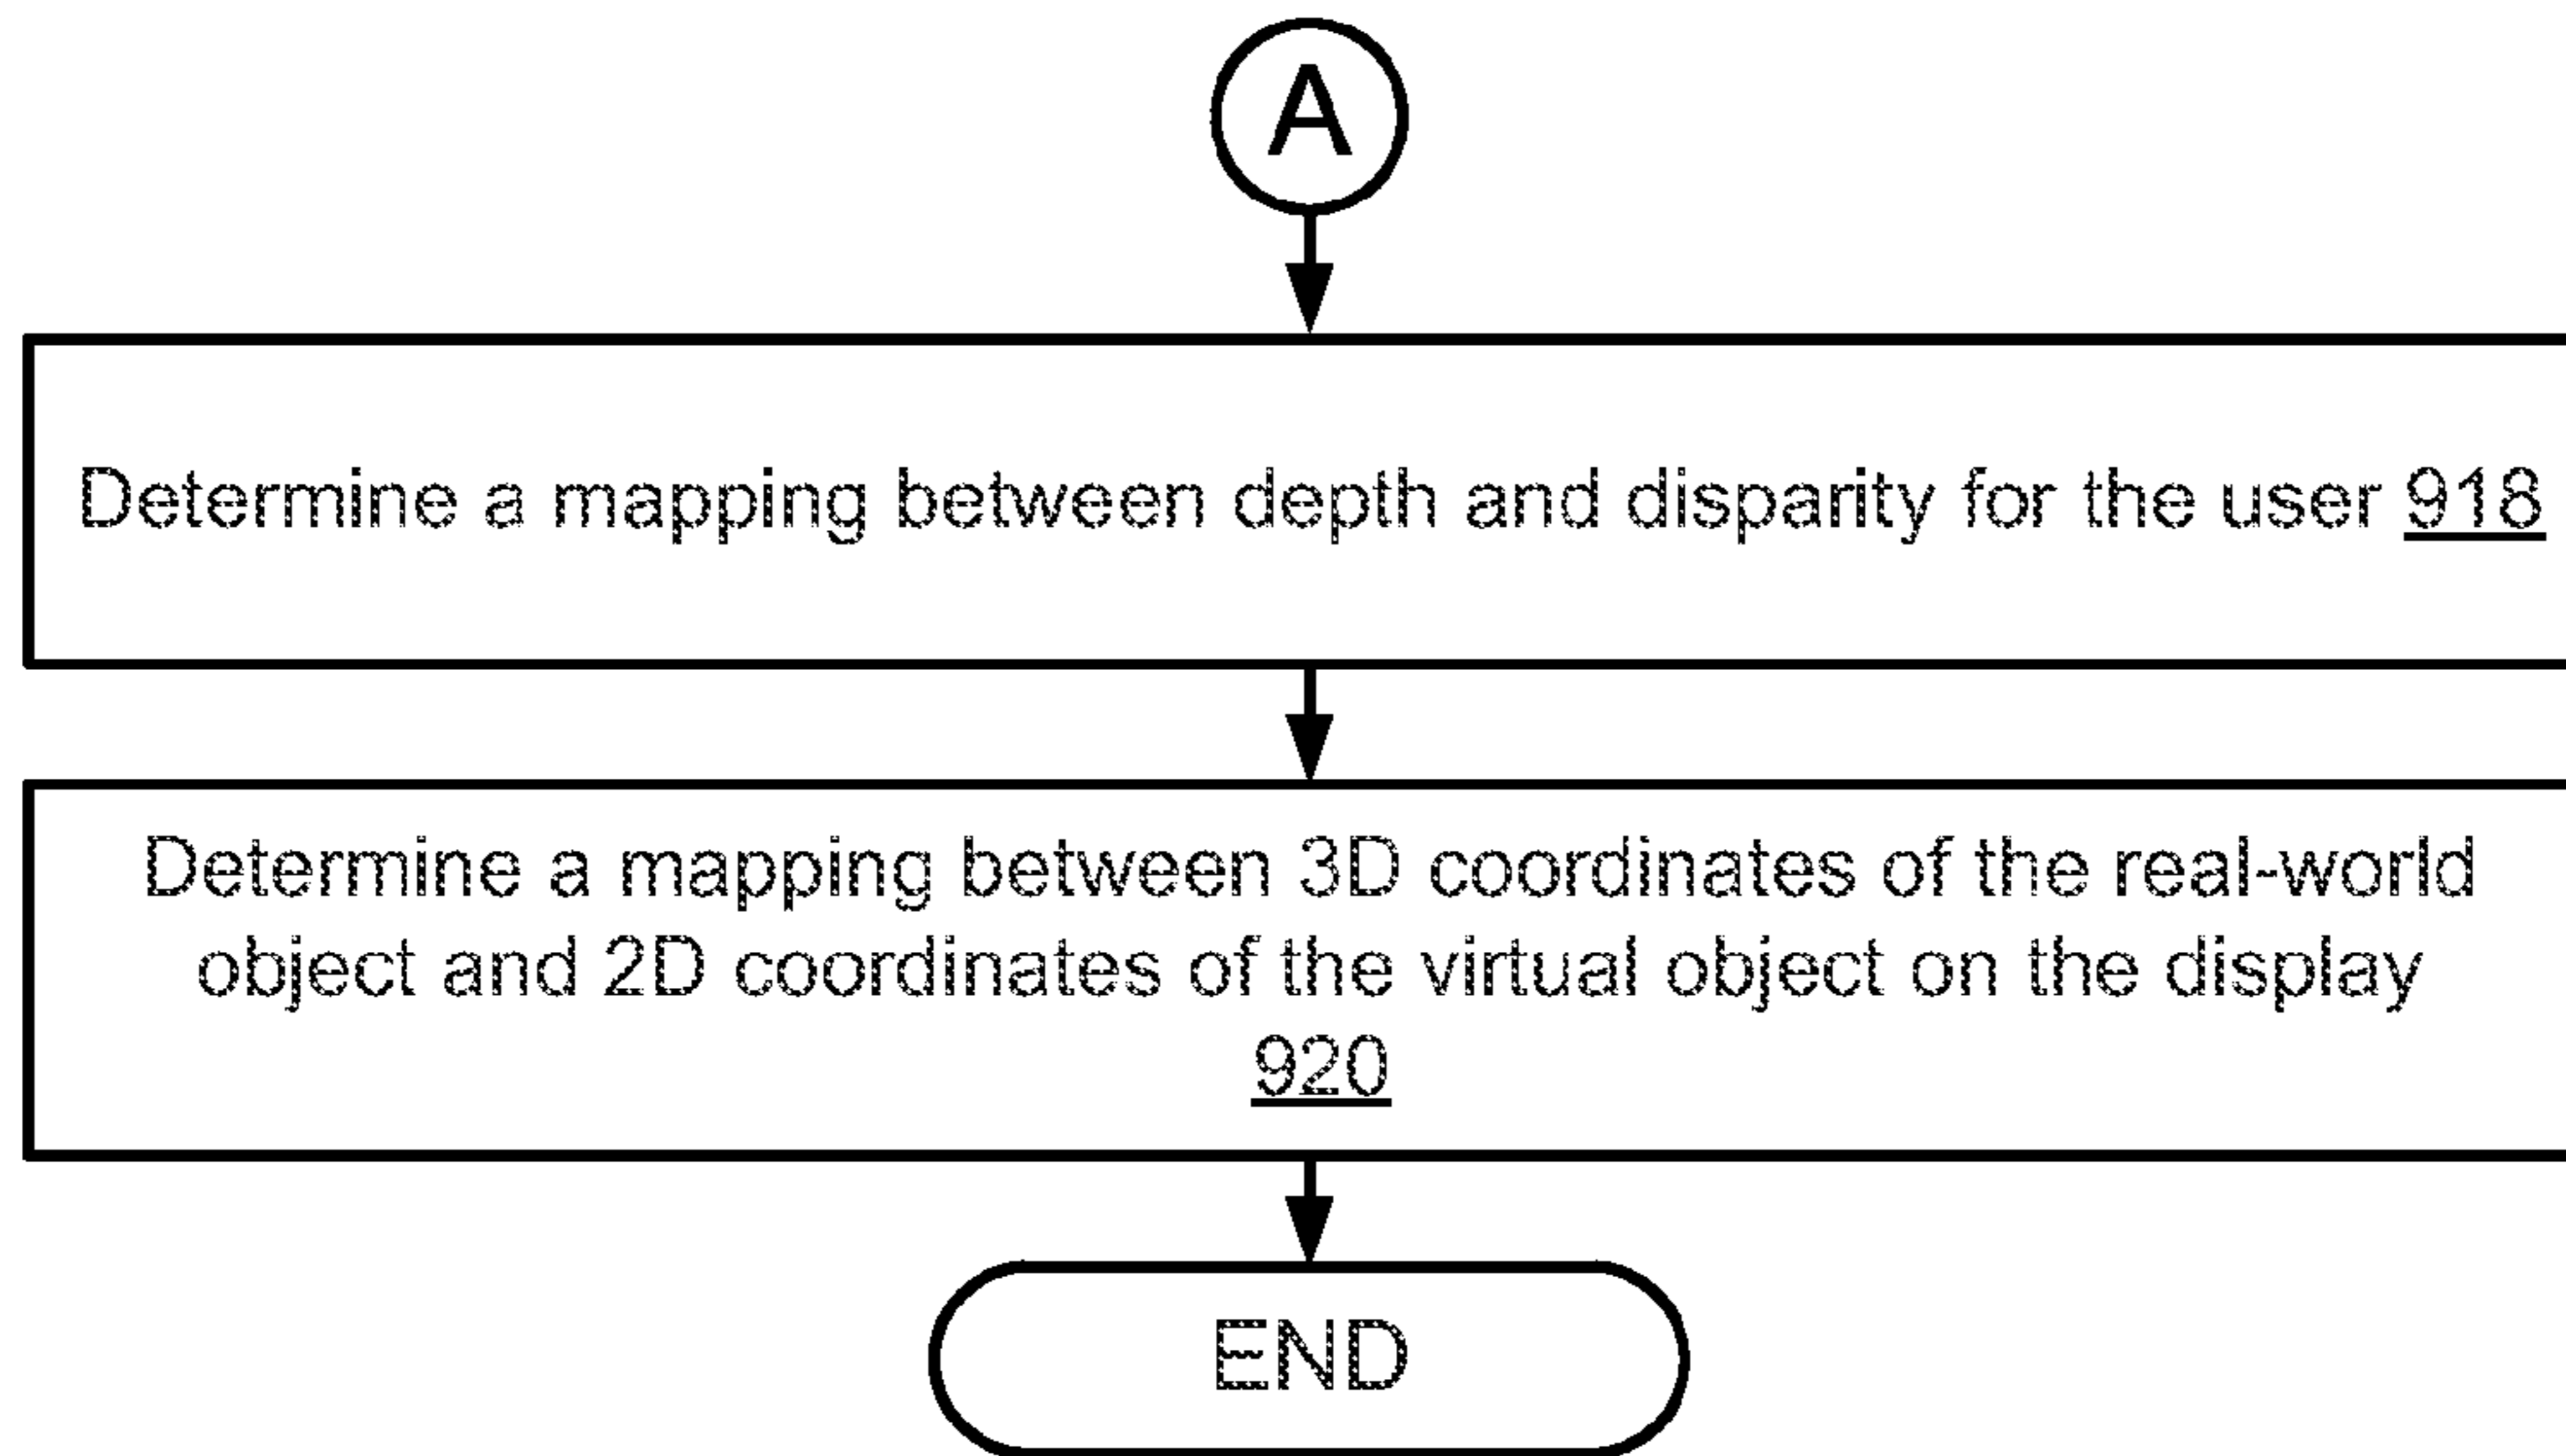 A
Determine a mapping between depth and disparity for the user 918
Determine a mapping between 3D coordinates of the real-world
object and 2D coordinates of the virtual object on the display
920
END